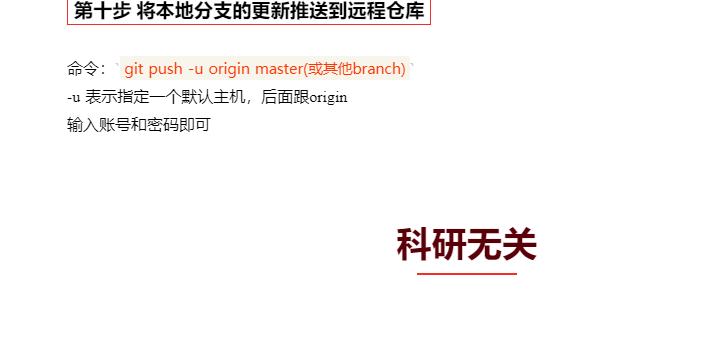 第十步 将本地分支的更新推送到远程仓库
命令：`git push -u origin master(或其他branch)`
-u 表示指定一个默认主机，后面跟origin
输入账号和密码即可
科研无关